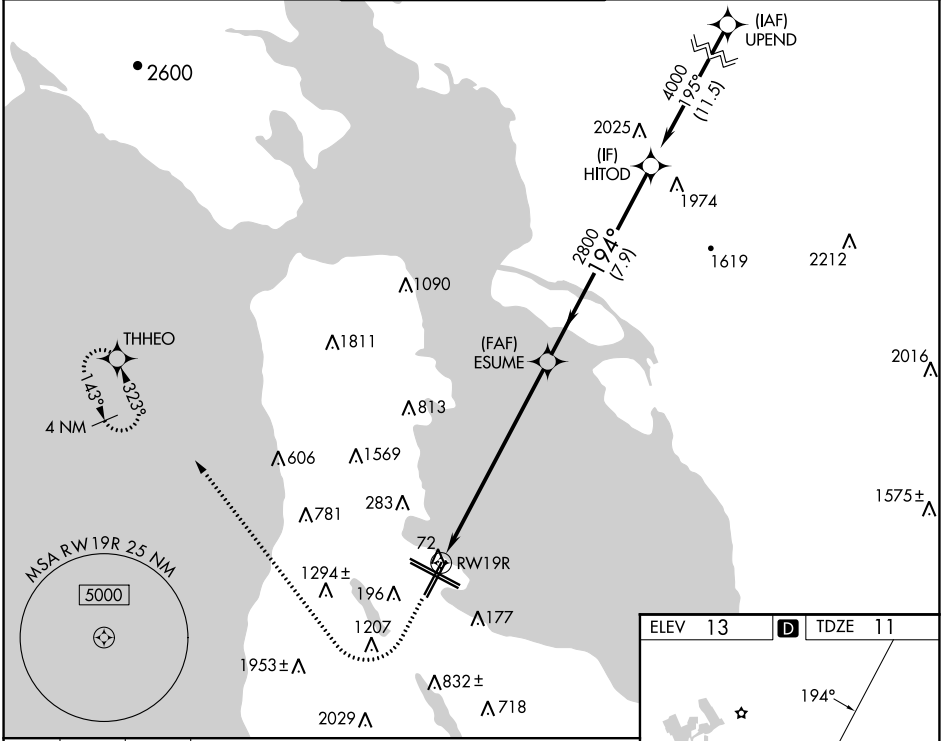 (IAF)
UPEND
2600
4000
195°
(11.5)
2025
(IF)
HITOD
1974
2800
194°
(7.9)
1619
2212
1090
THHEO
1811
(FAF)
ESUME
2016
143°
323°
4 NM
813
606
1569
283
781
1575±
72
RW19R
MSA RW19R 25 NM
5000
1294±
196
177
1207
1953±
832±
718
2029
ELEV 13
D
TDZE 11
194°